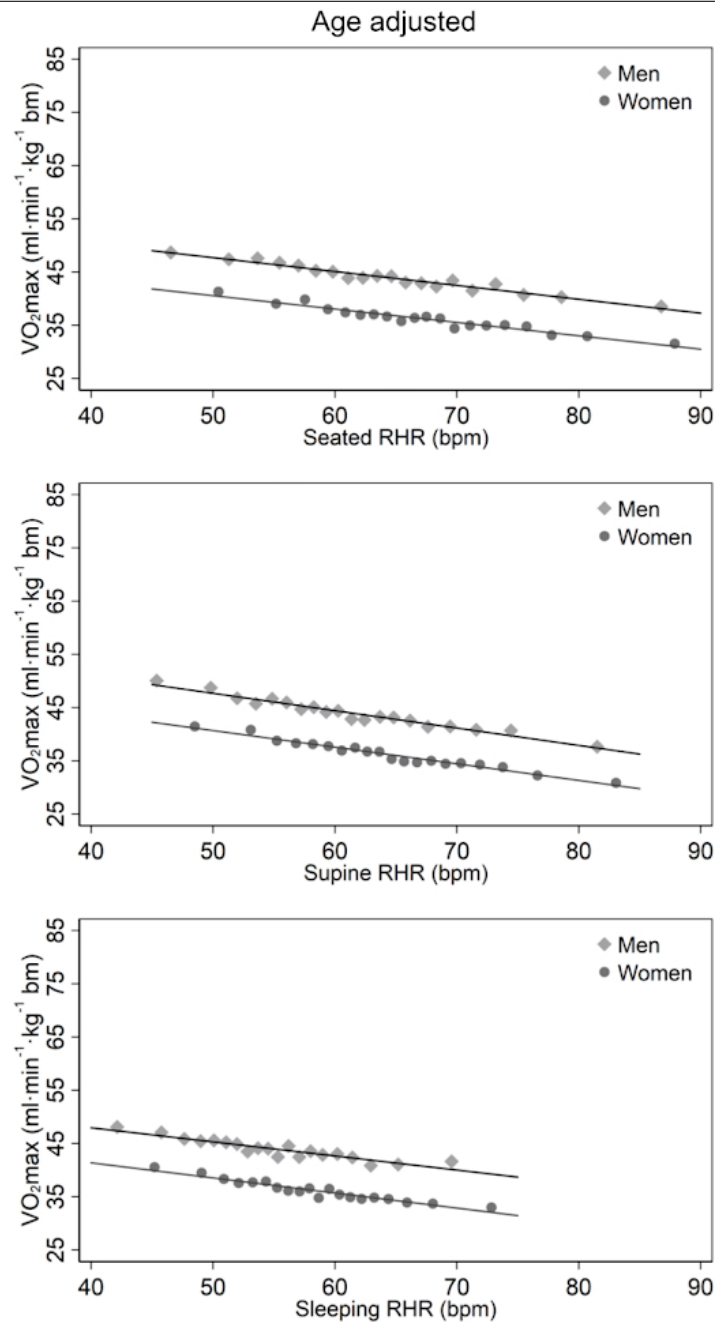 Age adjusted
Men
Women
VO₂max (ml·min⁻¹·kg⁻¹ bm)
85
75
65
55
45
35
25
40 50 60 70 80 90
Seated RHR (bpm)
Men
Women
VO₂max (ml·min⁻¹·kg⁻¹ bm)
85
75
65
55
45
35
25
40 50 60 70 80 90
Supine RHR (bpm)
Men
Women
VO₂max (ml·min⁻¹·kg⁻¹ bm)
85
75
65
55
45
35
25
40 50 60 70 80 90
Sleeping RHR (bpm)